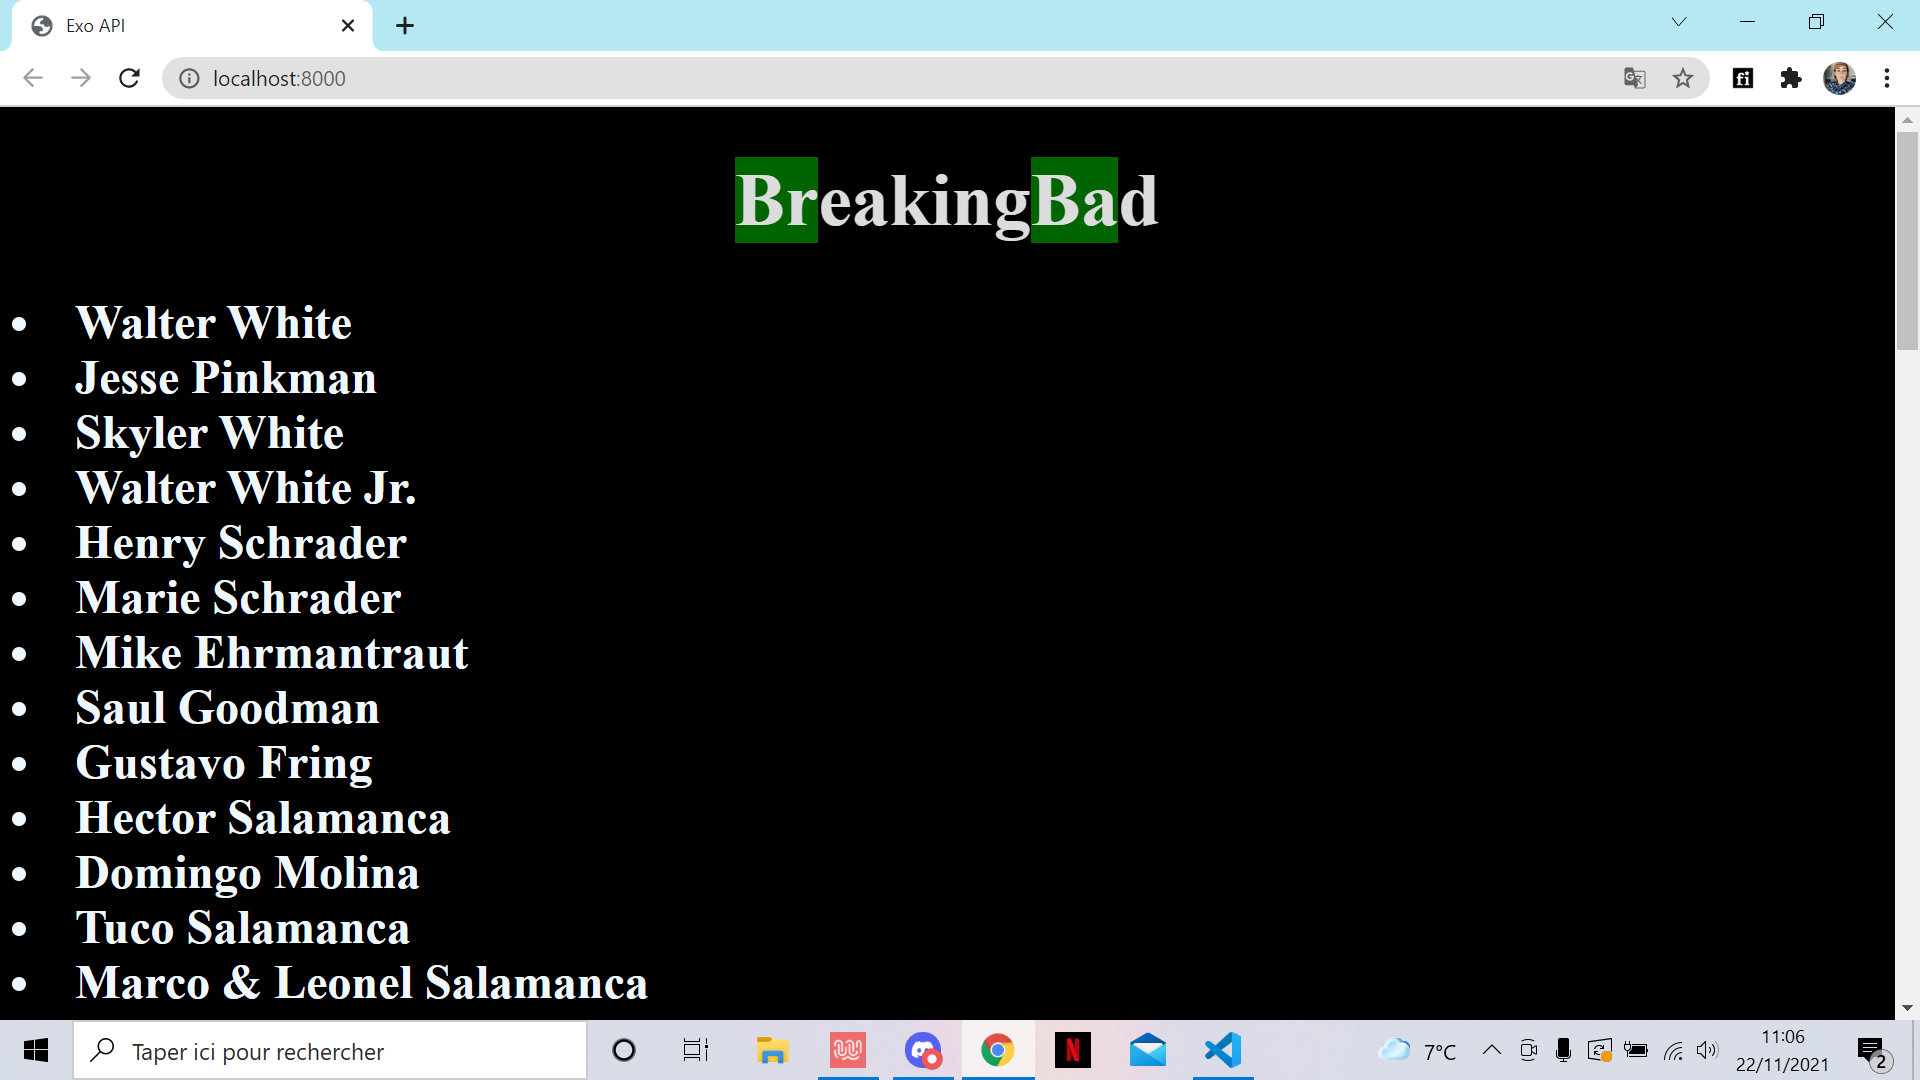 Exo API
localhost:8000
fi
BreakingBad
Walter White
Jesse Pinkman
Skyler White
Walter White Jr.
Henry Schrader
Marie Schrader
Mike Ehrmantraut
Saul Goodman
Gustavo Fring
Hector Salamanca
Domingo Molina
Tuco Salamanca
Marco & Leonel Salamanca
Taper ici pour rechercher
N
7°C
11:06
22/11/2021
2